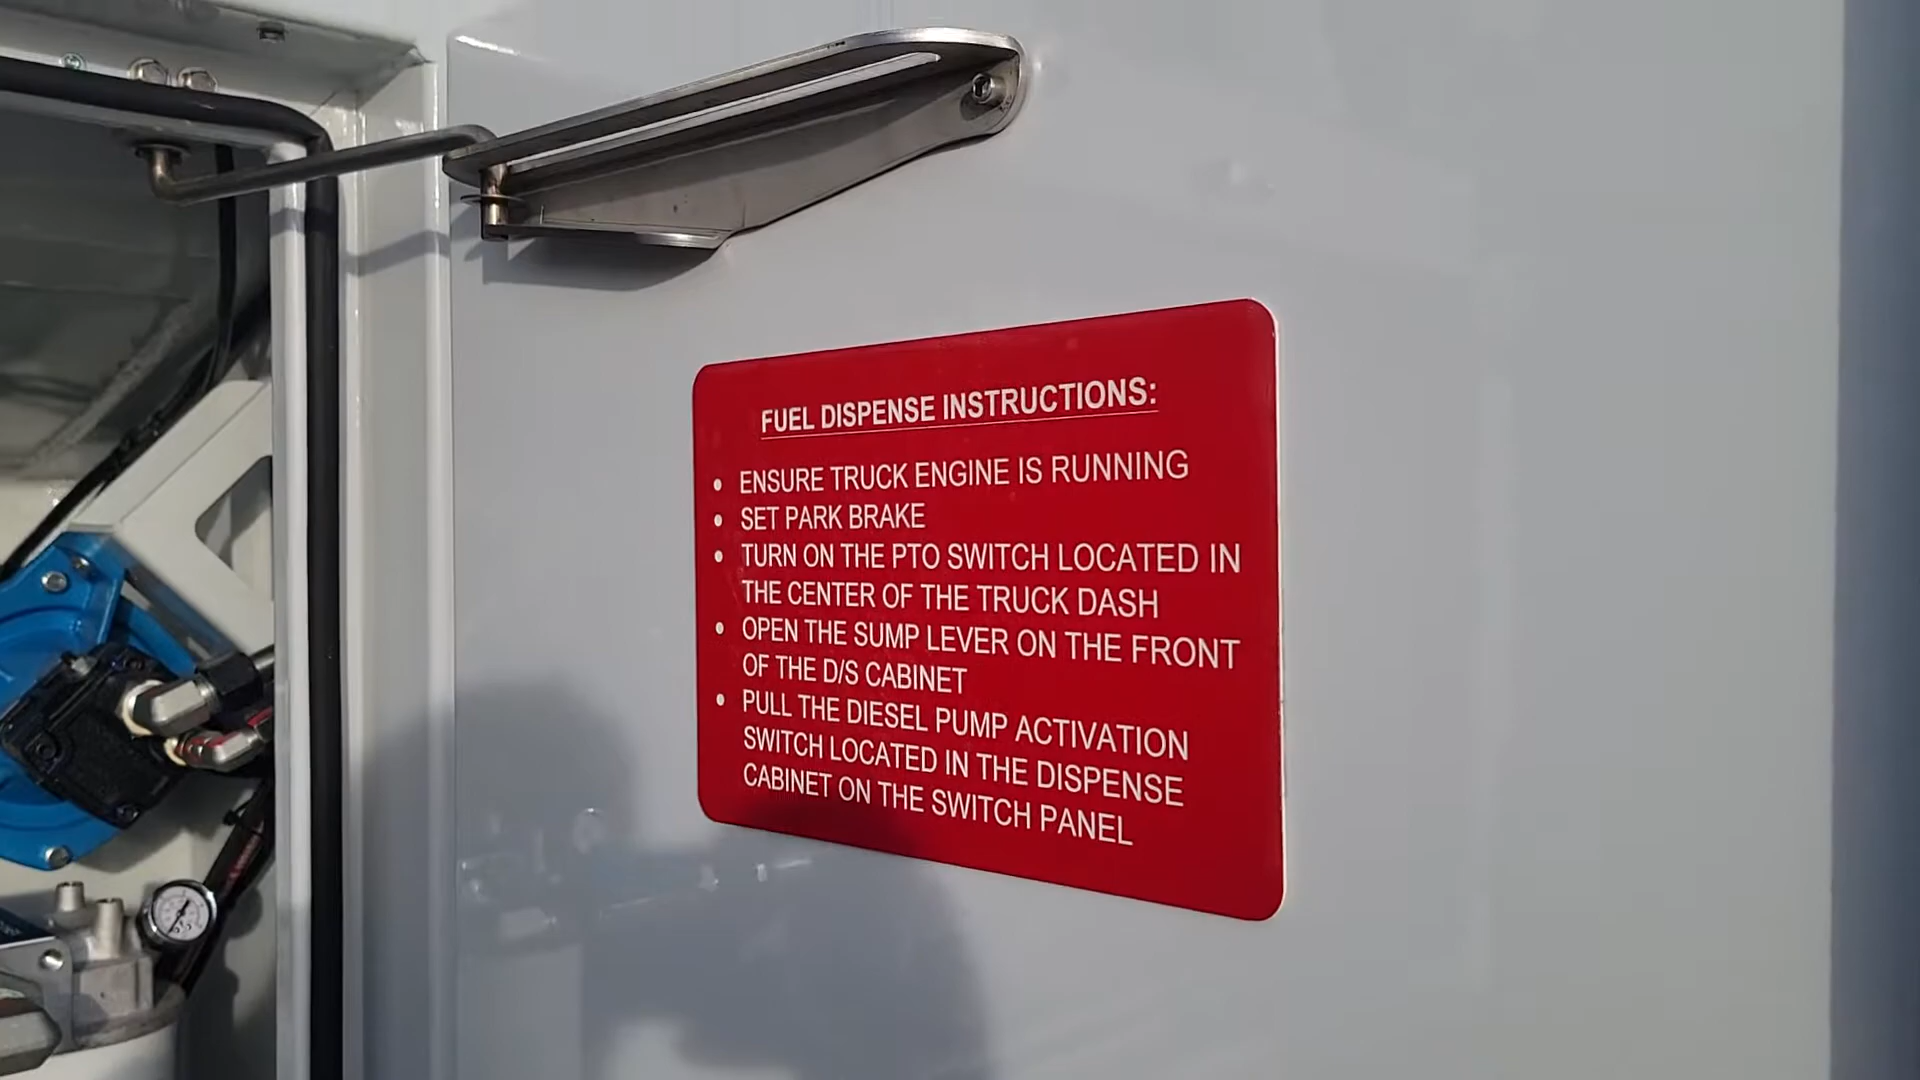 FUEL DISPENSE INSTRUCTIONS:
• ENSURE TRUCK ENGINE IS RUNNING
• SET PARK BRAKE
• TURN ON THE PTO SWITCH LOCATED IN
THE CENTER OF THE TRUCK DASH
• OPEN THE SUMP LEVER ON THE FRONT
OF THE D/S CABINET
• PULL THE DIESEL PUMP ACTIVATION
SWITCH LOCATED IN THE DISPENSE
CABINET ON THE SWITCH PANEL